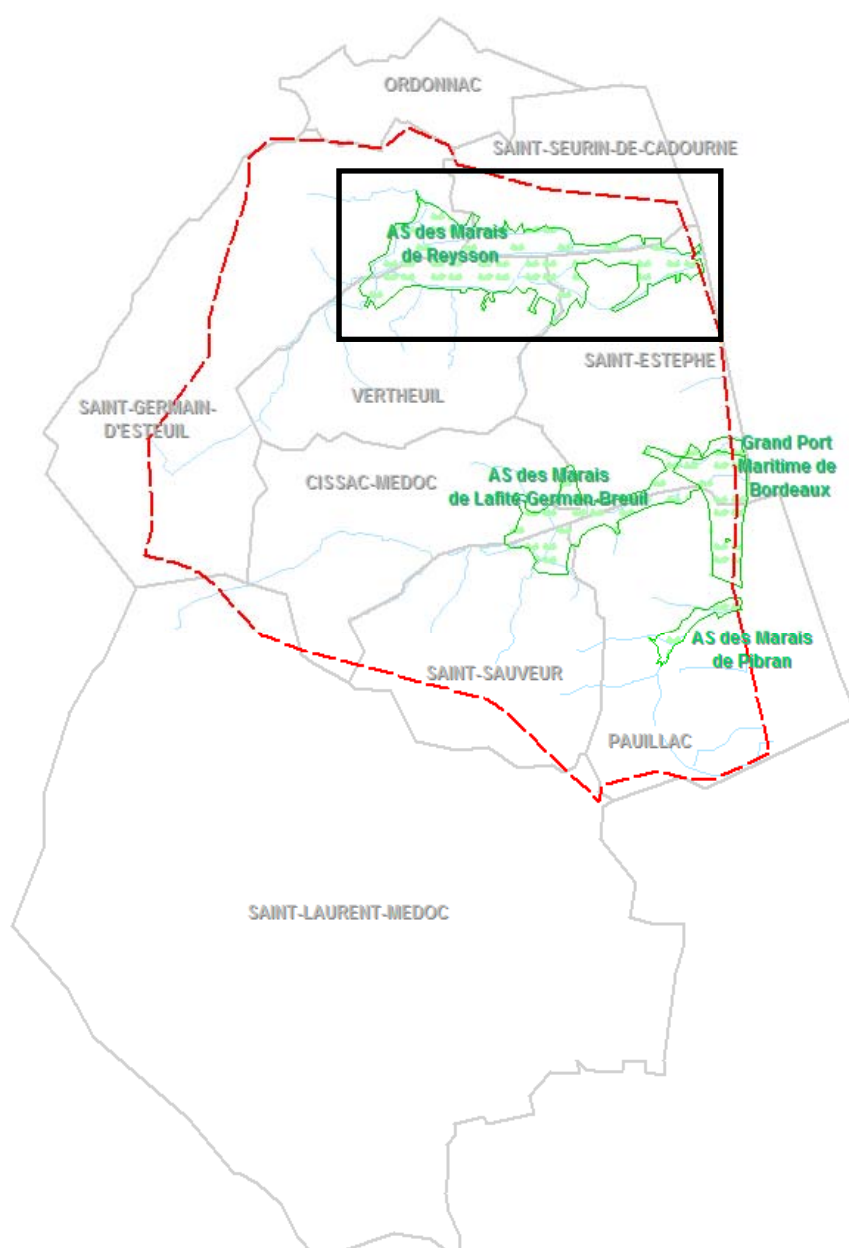 ORDONNAC
SAINT-SEURIN-DE-CADOURNE
AS des Marais
de Reysson
SAINT-ESTEPHE
VERTHEUIL
SAINT-GERMAIN-
D'ESTEUIL
Grand Port
Maritime de
Bordeaux
AS des Marais
de Lafite German-Breuil
CISSAC-MEDOC
AS des Marais
de Pibran
SAINT-SAUVEUR
PAUILLAC
SAINT-LAURENT-MEDOC